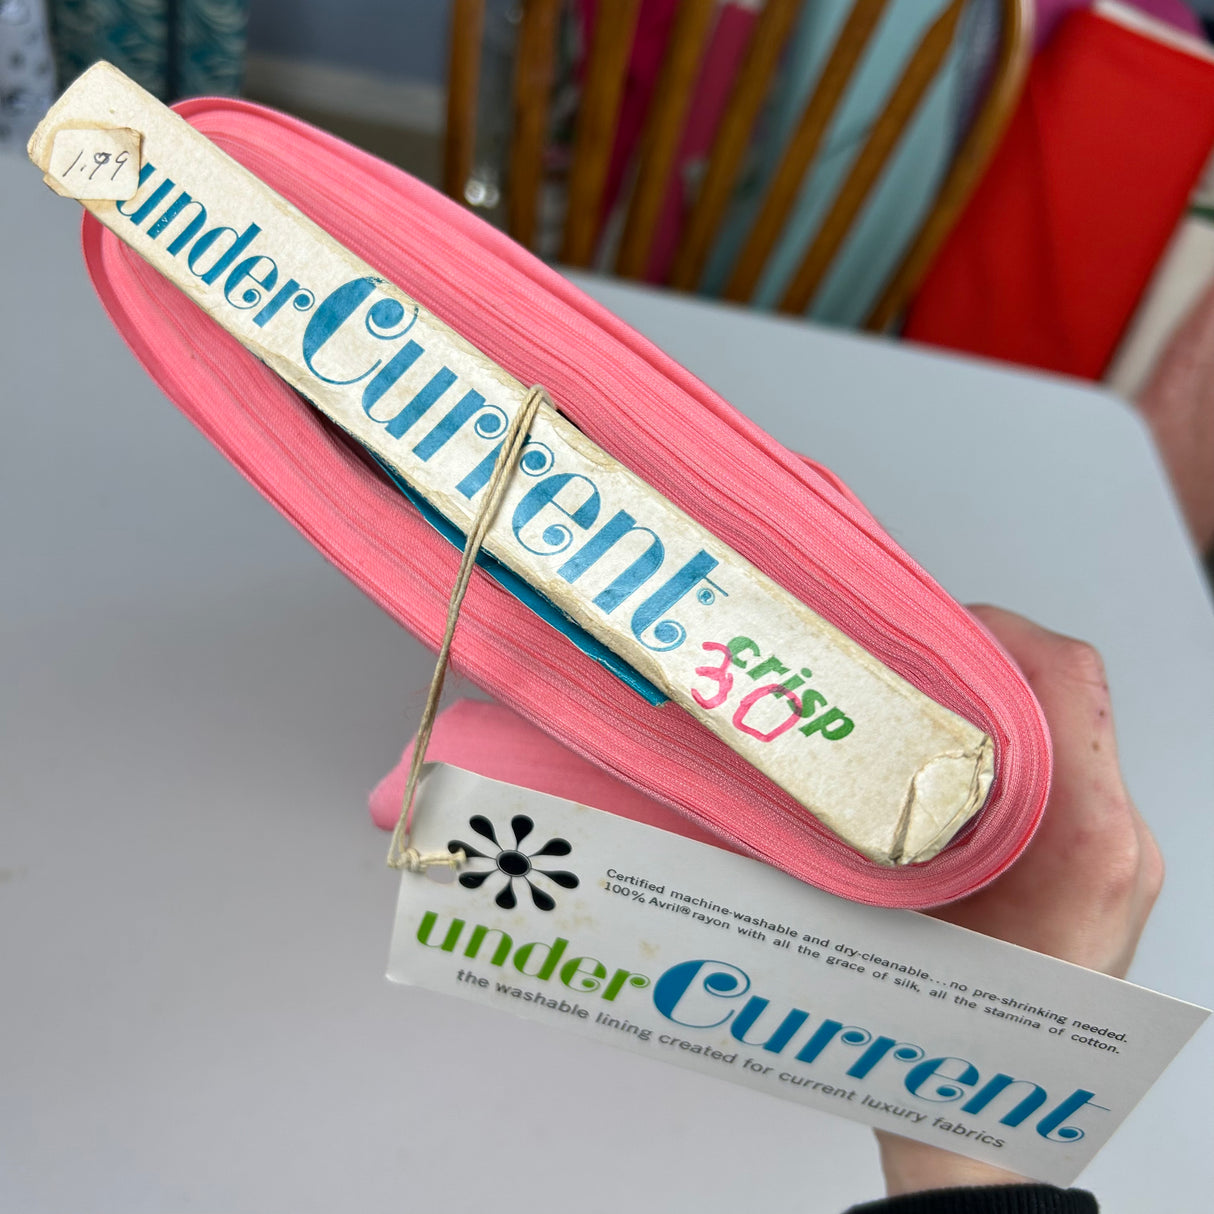 1.99
underCurrent®
crisp
30
Certified machine-washable and dry-cleanable...no pre-shrinking needed.
100% Avril® rayon with all the grace of silk, all the stamina of cotton.
underCurrent
the washable lining created for current luxury fabrics